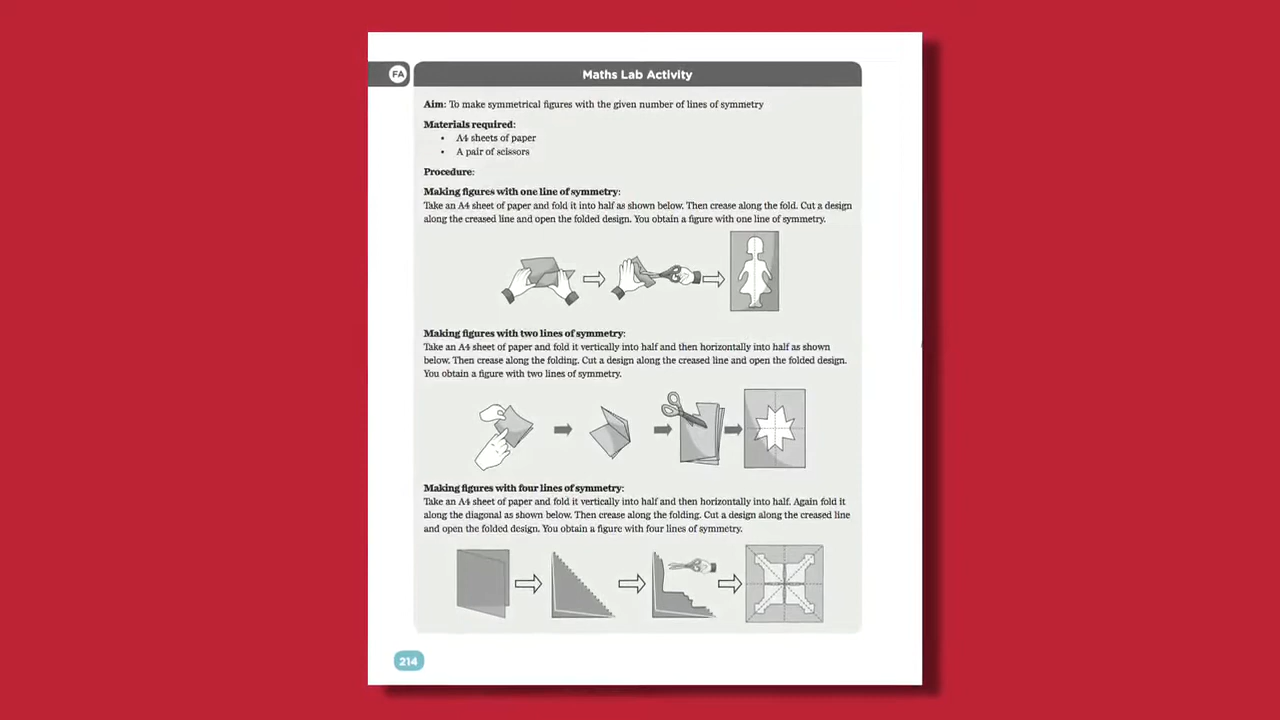 FA
Maths Lab Activity
Aim: To make symmetrical figures with the given number of lines of symmetry
Materials required:
• A4 sheets of paper
• A pair of scissors
Procedure:
Making figures with one line of symmetry:
Take an A4 sheet of paper and fold it into half as shown below. Then crease along the fold. Cut a design
along the creased line and open the folded design. You obtain a figure with one line of symmetry.
Making figures with two lines of symmetry:
Take an A4 sheet of paper and fold it vertically into half and then horizontally into half as shown
below. Then crease along the folding. Cut a design along the creased line and open the folded design.
You obtain a figure with two lines of symmetry.
Making figures with four lines of symmetry:
Take an A4 sheet of paper and fold it vertically into half and then horizontally into half. Again fold it
along the diagonal as shown below. Then crease along the folding. Cut a design along the creased line
and open the folded design. You obtain a figure with four lines of symmetry.
214